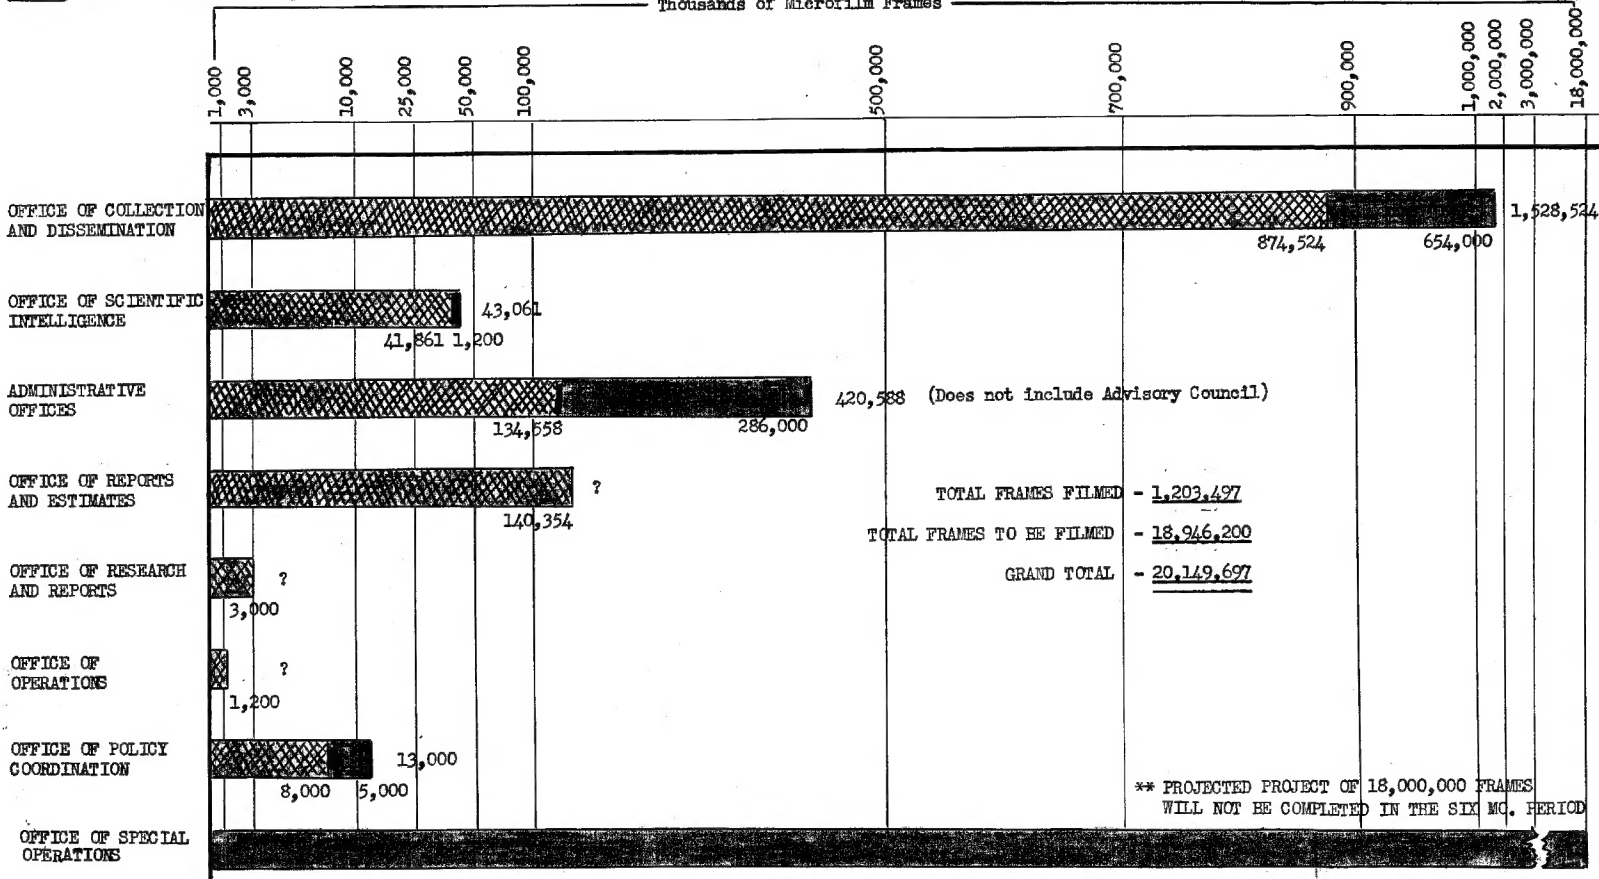 Thousands of Microfilm Frames
1,000 3,000 10,000 25,000 50,000 100,000 500,000 700,000 900,000 1,000,000 2,000,000 3,000,000 18,000,000
OFFICE OF COLLECTION
AND DISSEMINATION
1,528,524
874,524 654,000
OFFICE OF SCIENTIFIC
INTELLIGENCE
43,061
41,861 1,200
ADMINISTRATIVE
OFFICES
420,588 (Does not include Advisory Council)
134,558 286,000
OFFICE OF REPORTS
AND ESTIMATES
?
140,354
TOTAL FRAMES FILMED - 1,203,497
TOTAL FRAMES TO BE FILMED - 18,946,200
GRAND TOTAL - 20,149,697
OFFICE OF RESEARCH
AND REPORTS
?
3,000
OFFICE OF
OPERATIONS
?
1,200
OFFICE OF POLICY
COORDINATION
13,000
8,000 5,000
** PROJECTED PROJECT OF 18,000,000 FRAMES
WILL NOT BE COMPLETED IN THE SIX MO. PERIOD
OFFICE OF SPECIAL
OPERATIONS